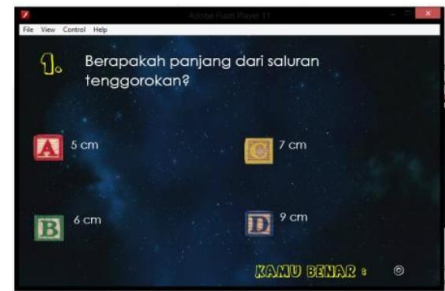 Adobe Flash Player 11
File View Control Help
1. Berapakah panjang dari saluran
tenggorokan?
A 5 cm
C 7 cm
B 6 cm
D 9 cm
KAMU BENAR :